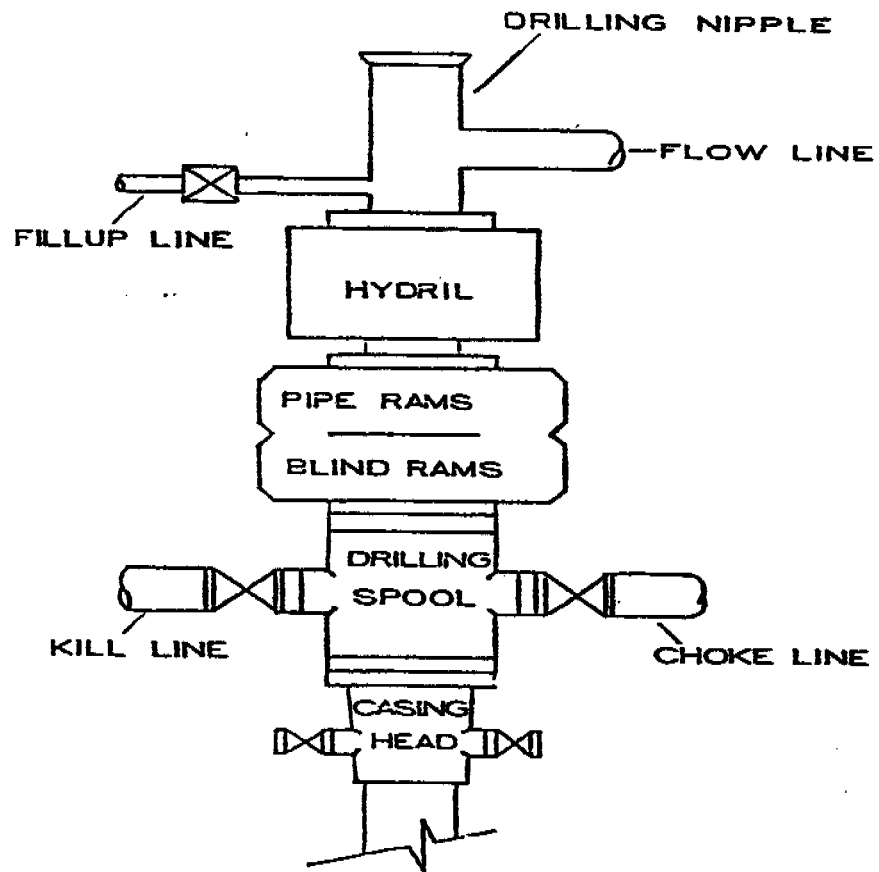 DRILLING NIPPLE
FLOW LINE
FILLUP LINE
HYDRIL
PIPE RAMS
BLIND RAMS
DRILLING
SPOOL
KILL LINE
CHOKE LINE
CASING
HEAD